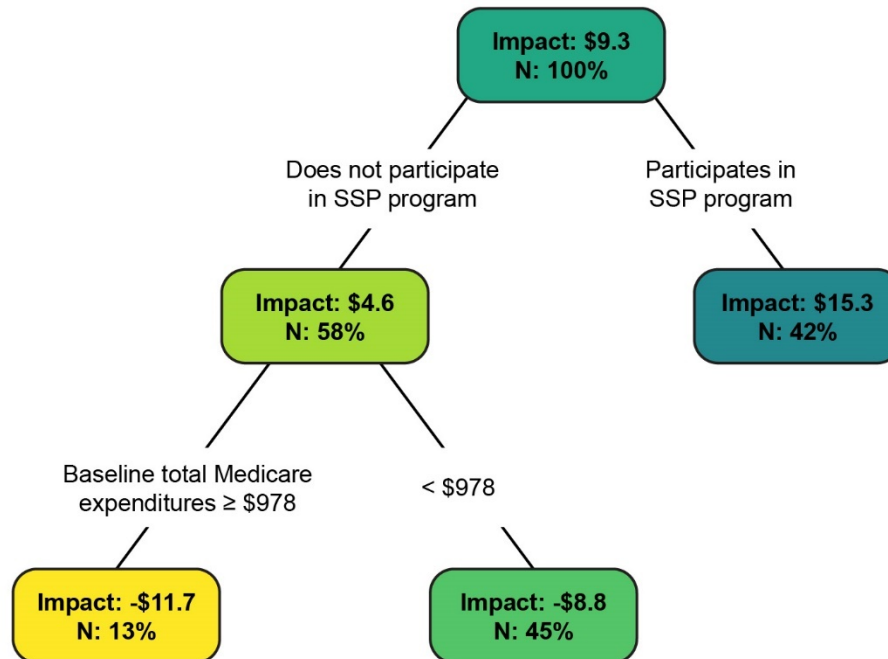 Impact: $9.3
N: 100%
Does not participate
in SSP program
Participates in
SSP program
Impact: $4.6
N: 58%
Impact: $15.3
N: 42%
Baseline total Medicare
expenditures ≥ $978
< $978
Impact: -$11.7
N: 13%
Impact: -$8.8
N: 45%